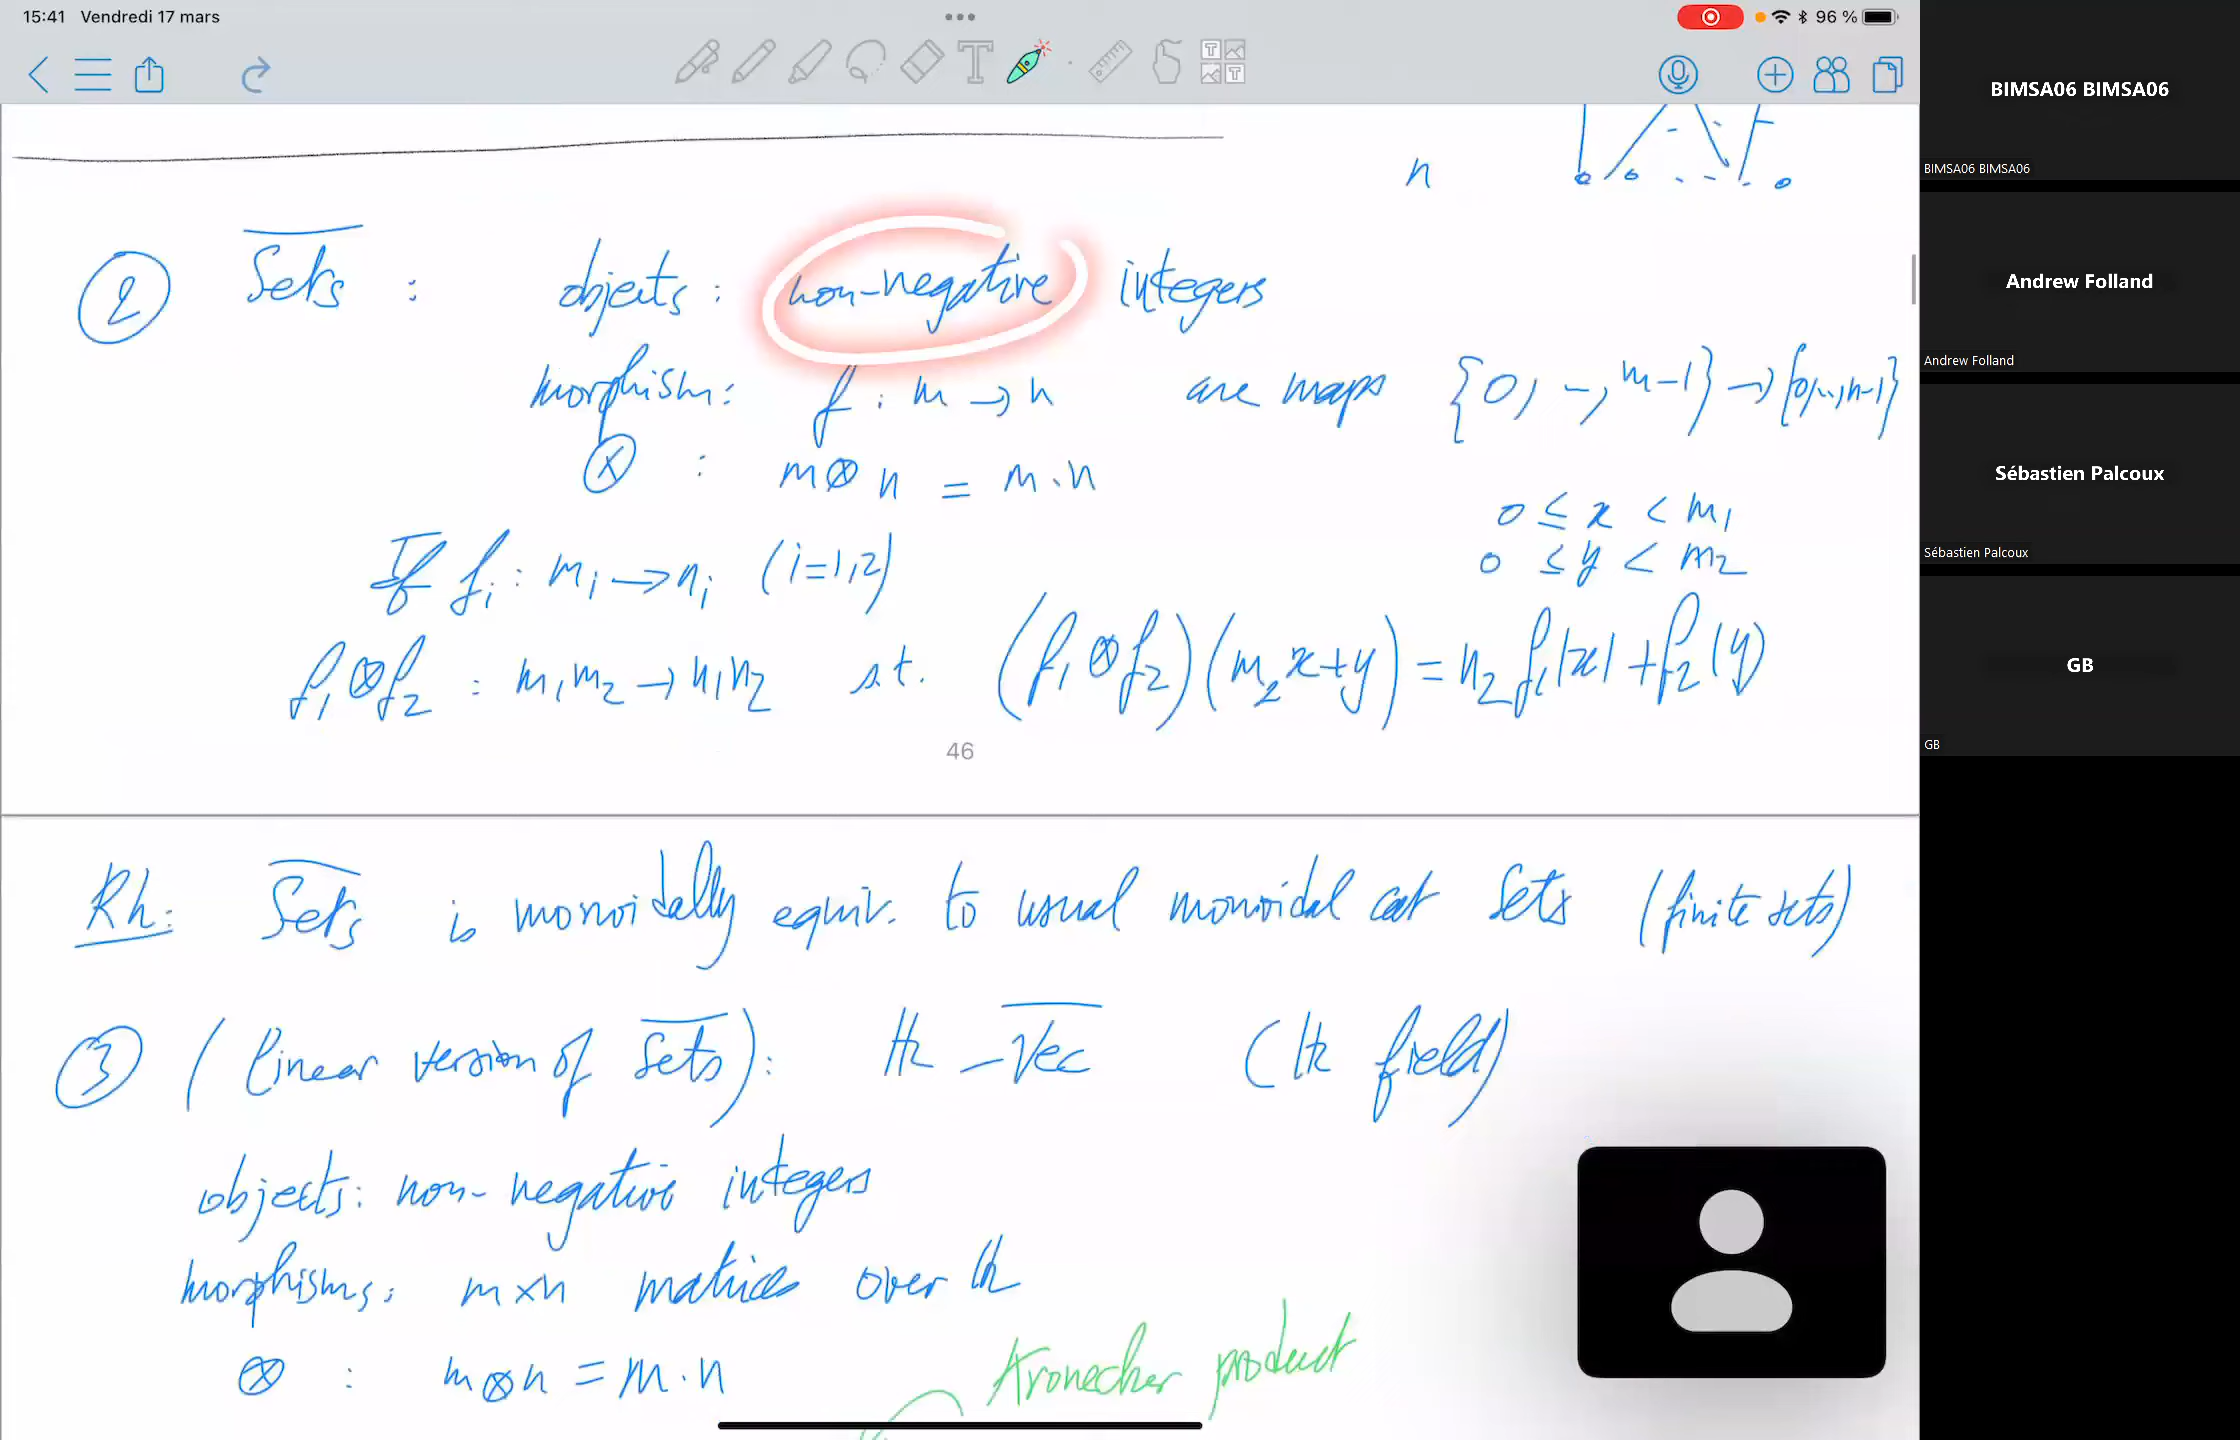 15:41 Vendredi 17 mars
96 %
n
② S̅e̅t̅s̅ : objects : non-negative integers
morphism: f : m → n are maps {0, -, m-1} → {0,.., n-1}
⊗ : m ⊗ n = m . n
0 ≤ x < m₁
0 ≤ y < m₂
If fᵢ : mᵢ → nᵢ (i=1,2)
f₁ ⊗ f₂ : m₁m₂ → n₁n₂ s.t. (f₁ ⊗ f₂)(m₂x+y) = n₂f₁(x) + f₂(y)
46
Rk: S̅e̅t̅s̅ is monoidally equiv. to usual monoidal cat Sets (finite sets)
③ (linear version of S̅e̅t̅s̅) : 𝕜 - V̅e̅c̅ (𝕜 field)
objects: non-negative integers
morphisms: m×n matrices over 𝕜
⊗ : m ⊗ n = m . n
Kronecker product
BIMSA06 BIMSA06
BIMSA06 BIMSA06
Andrew Folland
Andrew Folland
Sébastien Palcoux
Sébastien Palcoux
GB
GB